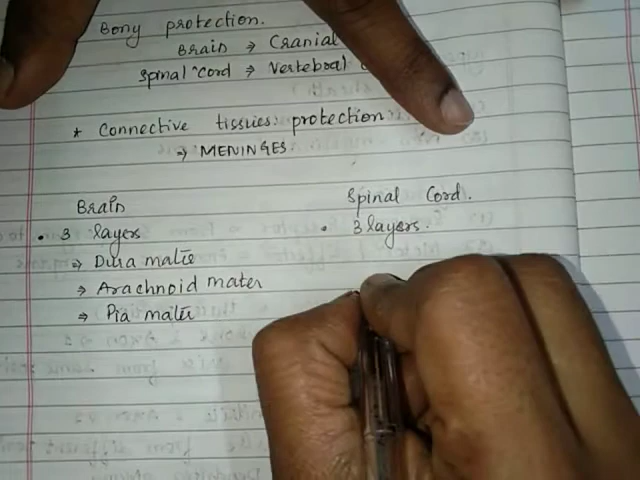 Bony protection.
Brain → Cranial
Spinal cord → Vertebral
* Connective tissues protection
→ MENINGES.
Brain
Spinal Cord.
• 3 layers
• 3 layers.
→ Dura mater
→ Arachnoid mater
→ Pia mater